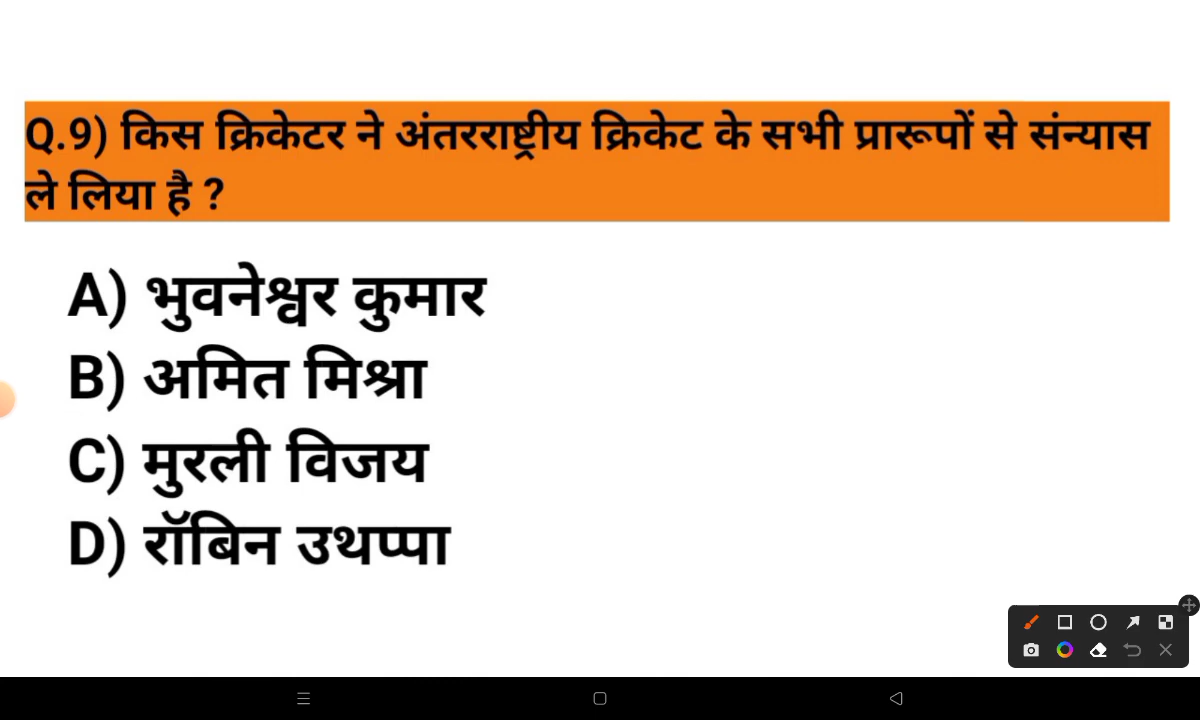 Q.9) किस क्रिकेटर ने अंतरराष्ट्रीय क्रिकेट के सभी प्रारूपों से संन्यास
ले लिया है ?
A) भुवनेश्वर कुमार
B) अमित मिश्रा
C) मुरली विजय
D) रॉबिन उथप्पा